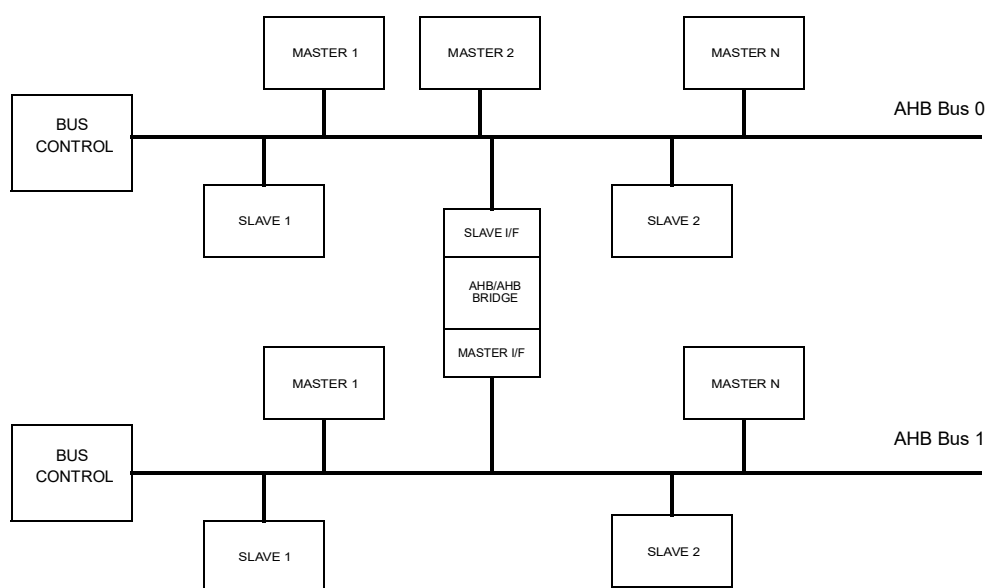 MASTER 1
MASTER 2
MASTER N
AHB Bus 0
BUS
CONTROL
SLAVE 1
SLAVE I/F
SLAVE 2
AHB/AHB
BRIDGE
MASTER I/F
MASTER 1
MASTER N
AHB Bus 1
BUS
CONTROL
SLAVE 1
SLAVE 2